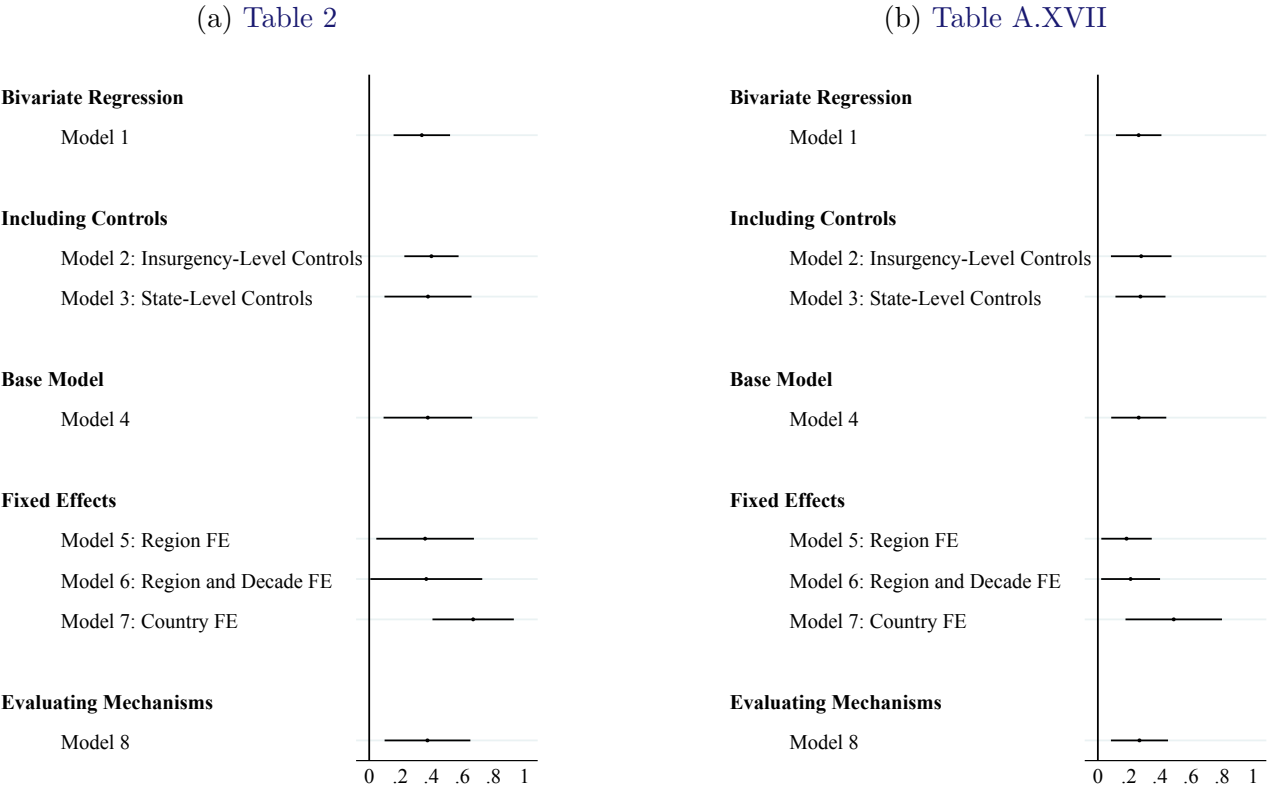 (a) Table 2
Bivariate Regression
Model 1
Including Controls
Model 2: Insurgency-Level Controls
Model 3: State-Level Controls
Base Model
Model 4
Fixed Effects
Model 5: Region FE
Model 6: Region and Decade FE
Model 7: Country FE
Evaluating Mechanisms
Model 8
0 .2 .4 .6 .8 1
(b) Table A.XVII
Bivariate Regression
Model 1
Including Controls
Model 2: Insurgency-Level Controls
Model 3: State-Level Controls
Base Model
Model 4
Fixed Effects
Model 5: Region FE
Model 6: Region and Decade FE
Model 7: Country FE
Evaluating Mechanisms
Model 8
0 .2 .4 .6 .8 1